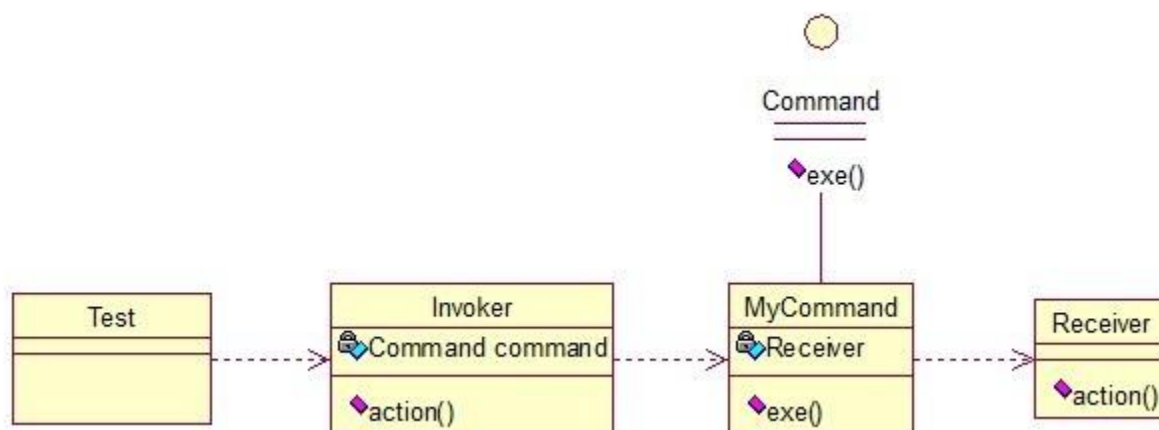 Command
exe()
Test
Invoker
Command command
action()
MyCommand
Receiver
exe()
Receiver
action()